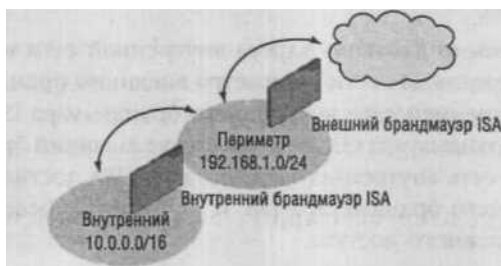 Внешний брандмауэр ISA
Периметр
192.168.1.0/24
Внутренний брандмауэр ISA
Внутренний
10.0.0.0/16